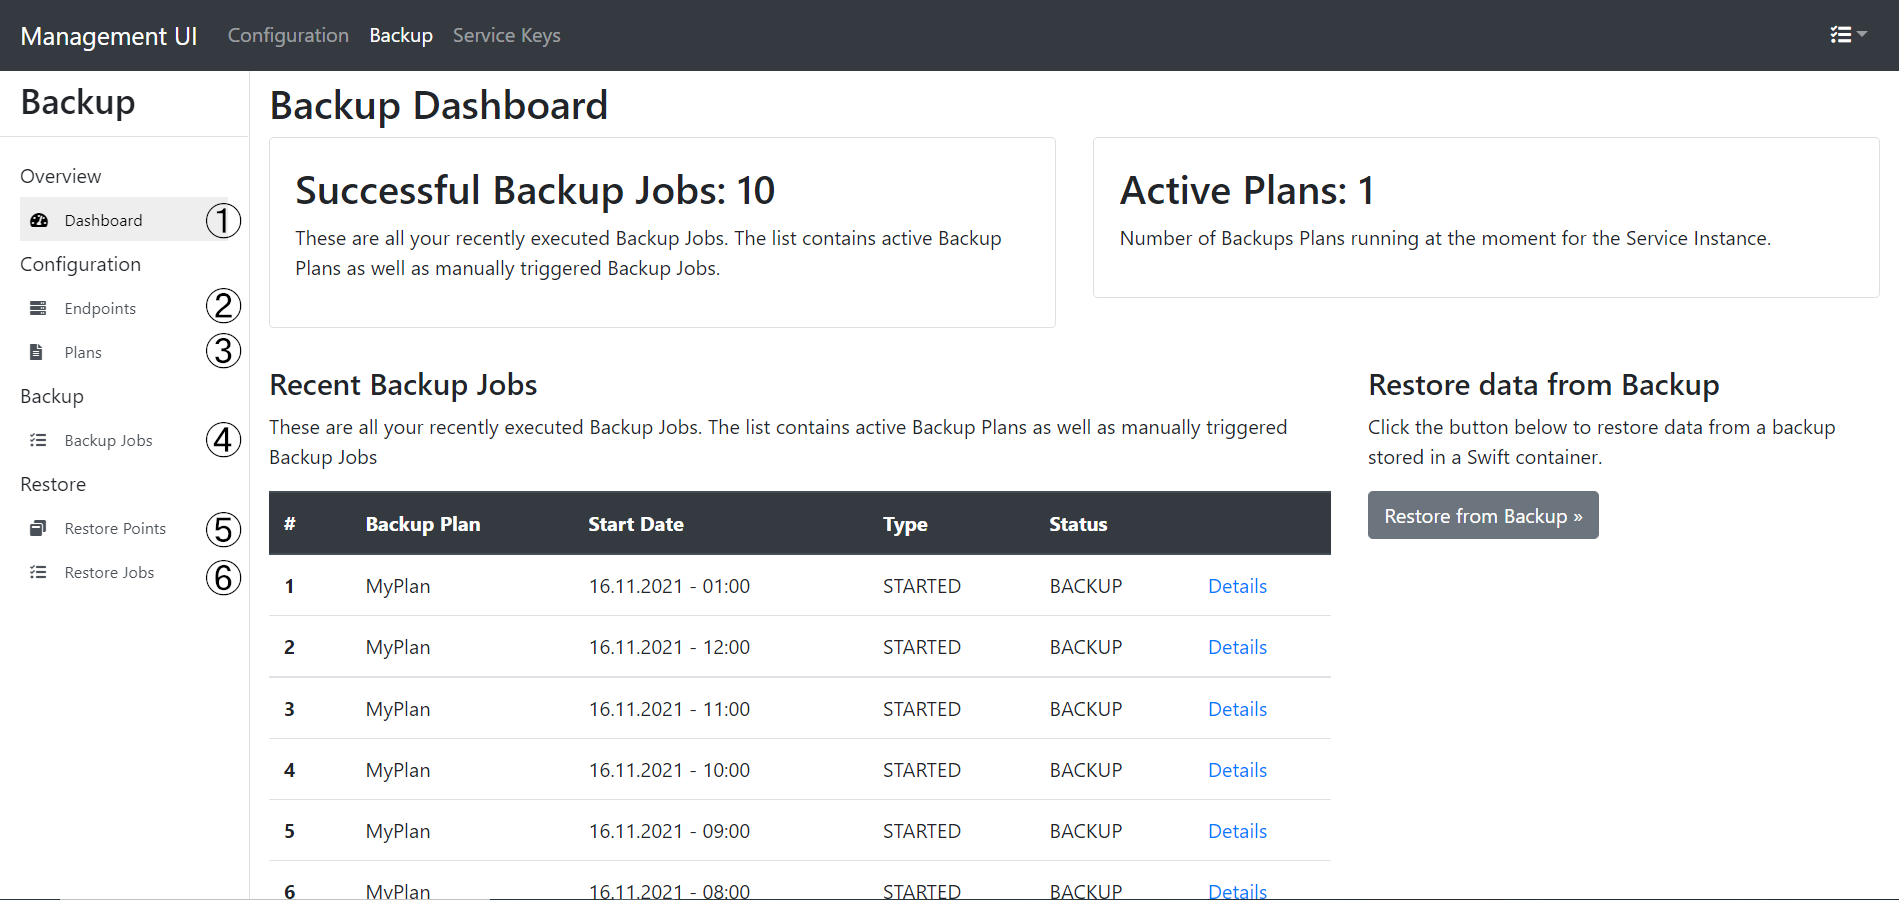 Management UI Configuration Backup Service Keys
Backup
Overview
Dashboard ①
Configuration
Endpoints ②
Plans ③
Backup
Backup Jobs ④
Restore
Restore Points ⑤
Restore Jobs ⑥
Backup Dashboard
Successful Backup Jobs: 10
These are all your recently executed Backup Jobs. The list contains active Backup
Plans as well as manually triggered Backup Jobs.
Active Plans: 1
Number of Backups Plans running at the moment for the Service Instance.
Recent Backup Jobs
These are all your recently executed Backup Jobs. The list contains active Backup Plans as well as manually triggered
Backup Jobs
# Backup Plan Start Date Type Status
1 MyPlan 16.11.2021 - 01:00 STARTED BACKUP Details
2 MyPlan 16.11.2021 - 12:00 STARTED BACKUP Details
3 MyPlan 16.11.2021 - 11:00 STARTED BACKUP Details
4 MyPlan 16.11.2021 - 10:00 STARTED BACKUP Details
5 MyPlan 16.11.2021 - 09:00 STARTED BACKUP Details
6 MyPlan 16.11.2021 - 08:00 STARTED BACKUP Details
Restore data from Backup
Click the button below to restore data from a backup
stored in a Swift container.
Restore from Backup »